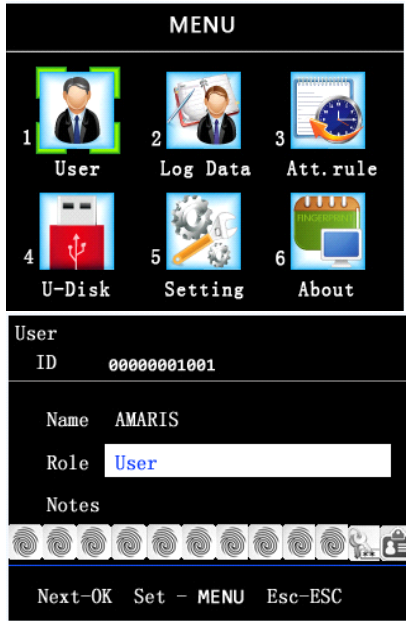 MENU
1 2 3
User Log Data Att.rule
FINGERPRINT
4 5 6
U-Disk Setting About
User
ID 00000001001
Name AMARIS
Role User
Notes
Next-OK Set - MENU Esc-ESC